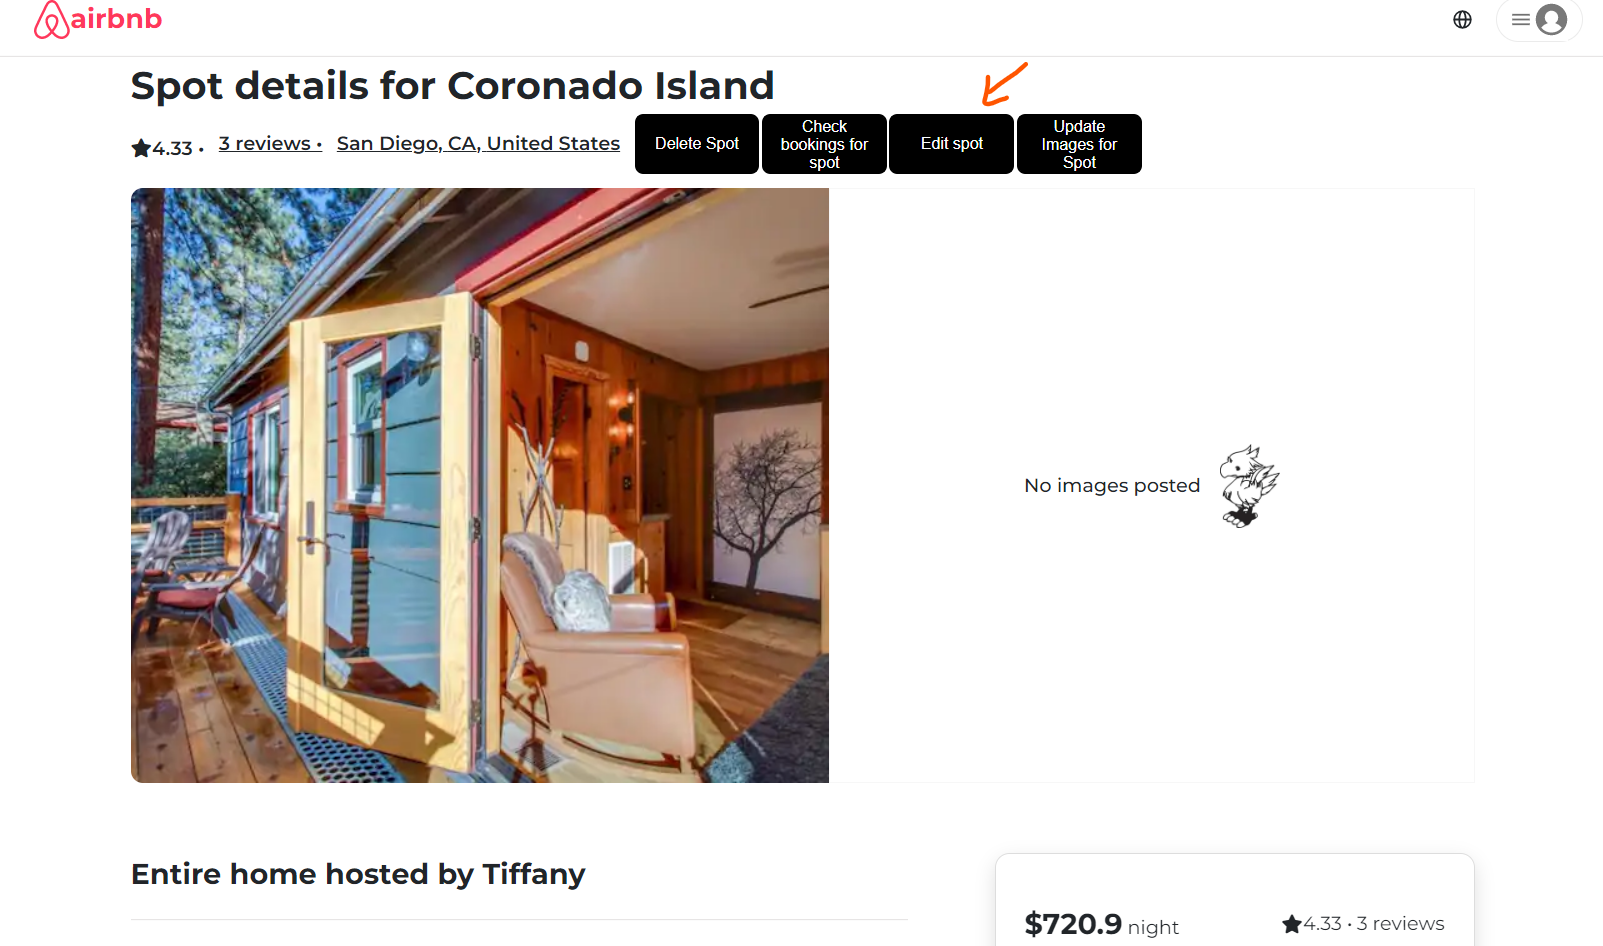 airbnb
Spot details for Coronado Island
4.33 · 3 reviews · San Diego, CA, United States
Delete Spot
Check
bookings for
spot
Edit spot
Update
Images for
Spot
No images posted
Entire home hosted by Tiffany
$720.9 night
4.33 · 3 reviews